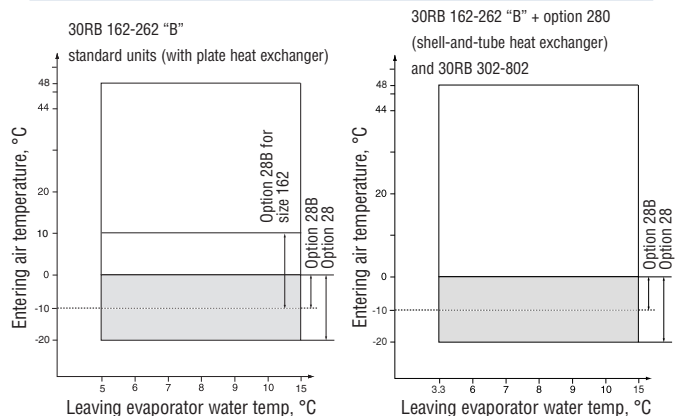 30RB 162-262 “B”
standard units (with plate heat exchanger)
Entering air temperature, °C
48
44
20
10
0
-10
-20
Option 28B for
size 162
Option 28B
Option 28
5 6 7 8 9 10 15
Leaving evaporator water temp, °C
30RB 162-262 “B” + option 280
(shell-and-tube heat exchanger)
and 30RB 302-802
Entering air temperature, °C
48
44
20
0
-10
-20
Option 28B
Option 28
3.3 6 7 8 9 10 15
Leaving evaporator water temp, °C